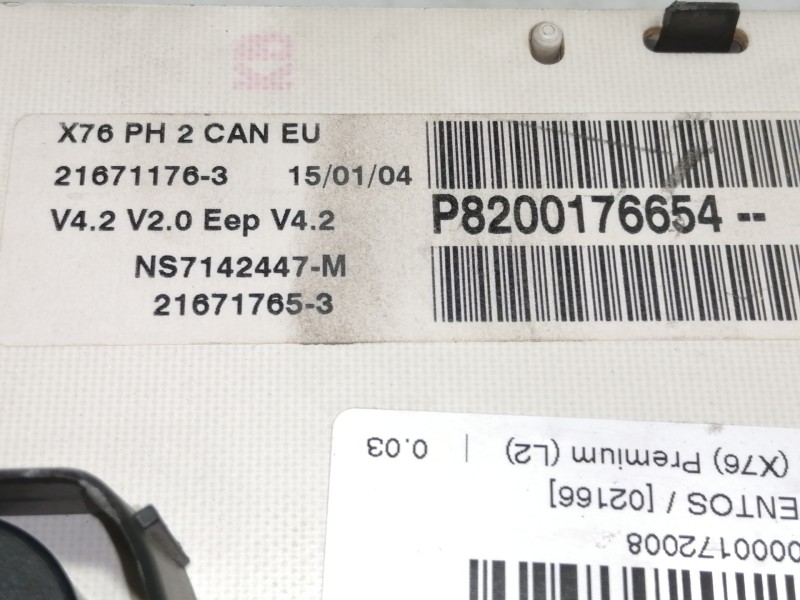 X76 PH 2 CAN EU
21671176-3 15/01/04
V4.2 V2.0 Eep V4.2
NS7142447-M
21671765-3
P8200176654 --
0000172008
ENTOS / [02166]
(X76) Premium (L2) | 0.03